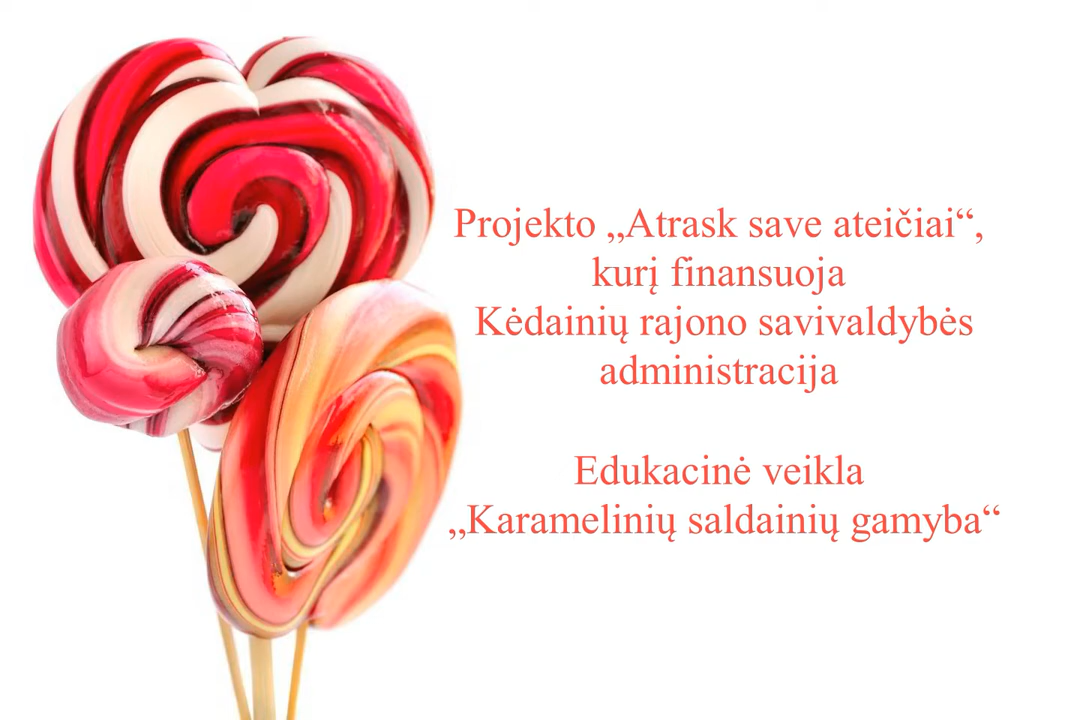 Projekto „Atrask save ateičiai“,
kurį finansuoja
Kėdainių rajono savivaldybės
administracija
Edukacinė veikla
„Karamelinių saldainių gamyba“